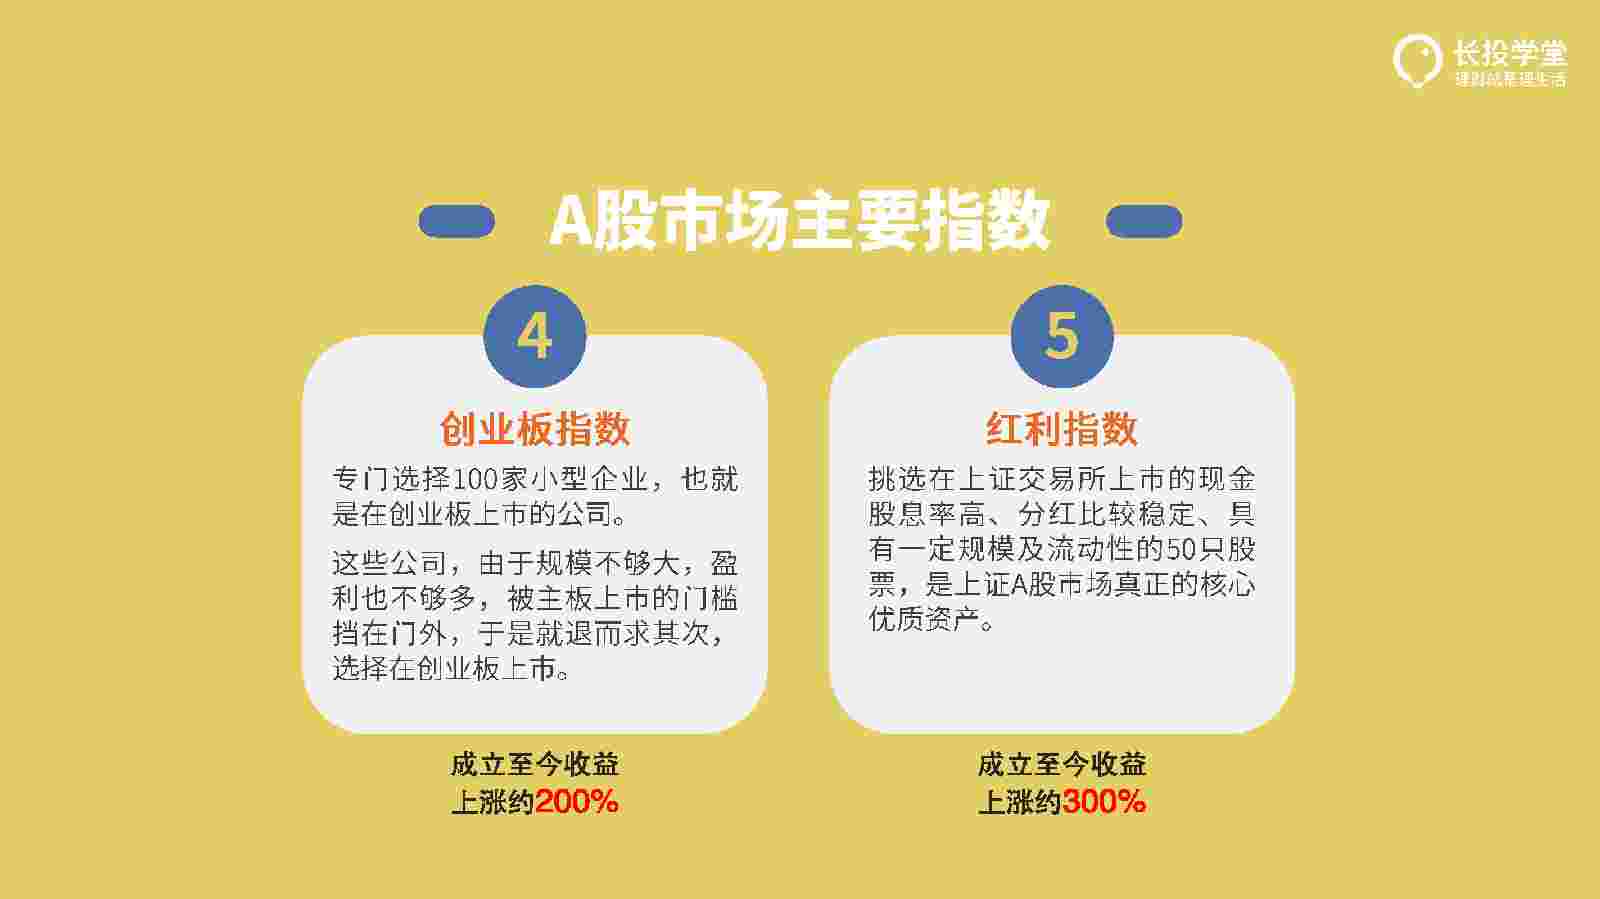 长投学堂
理财就是理生活
A股市场主要指数
4
创业板指数
专门选择100家小型企业，也就
是在创业板上市的公司。
这些公司，由于规模不够大，盈
利也不够多，被主板上市的门槛
挡在门外，于是就退而求其次，
选择在创业板上市。
成立至今收益
上涨约200%
5
红利指数
挑选在上证交易所上市的现金
股息率高、分红比较稳定、具
有一定规模及流动性的50只股
票，是上证A股市场真正的核心
优质资产。
成立至今收益
上涨约300%